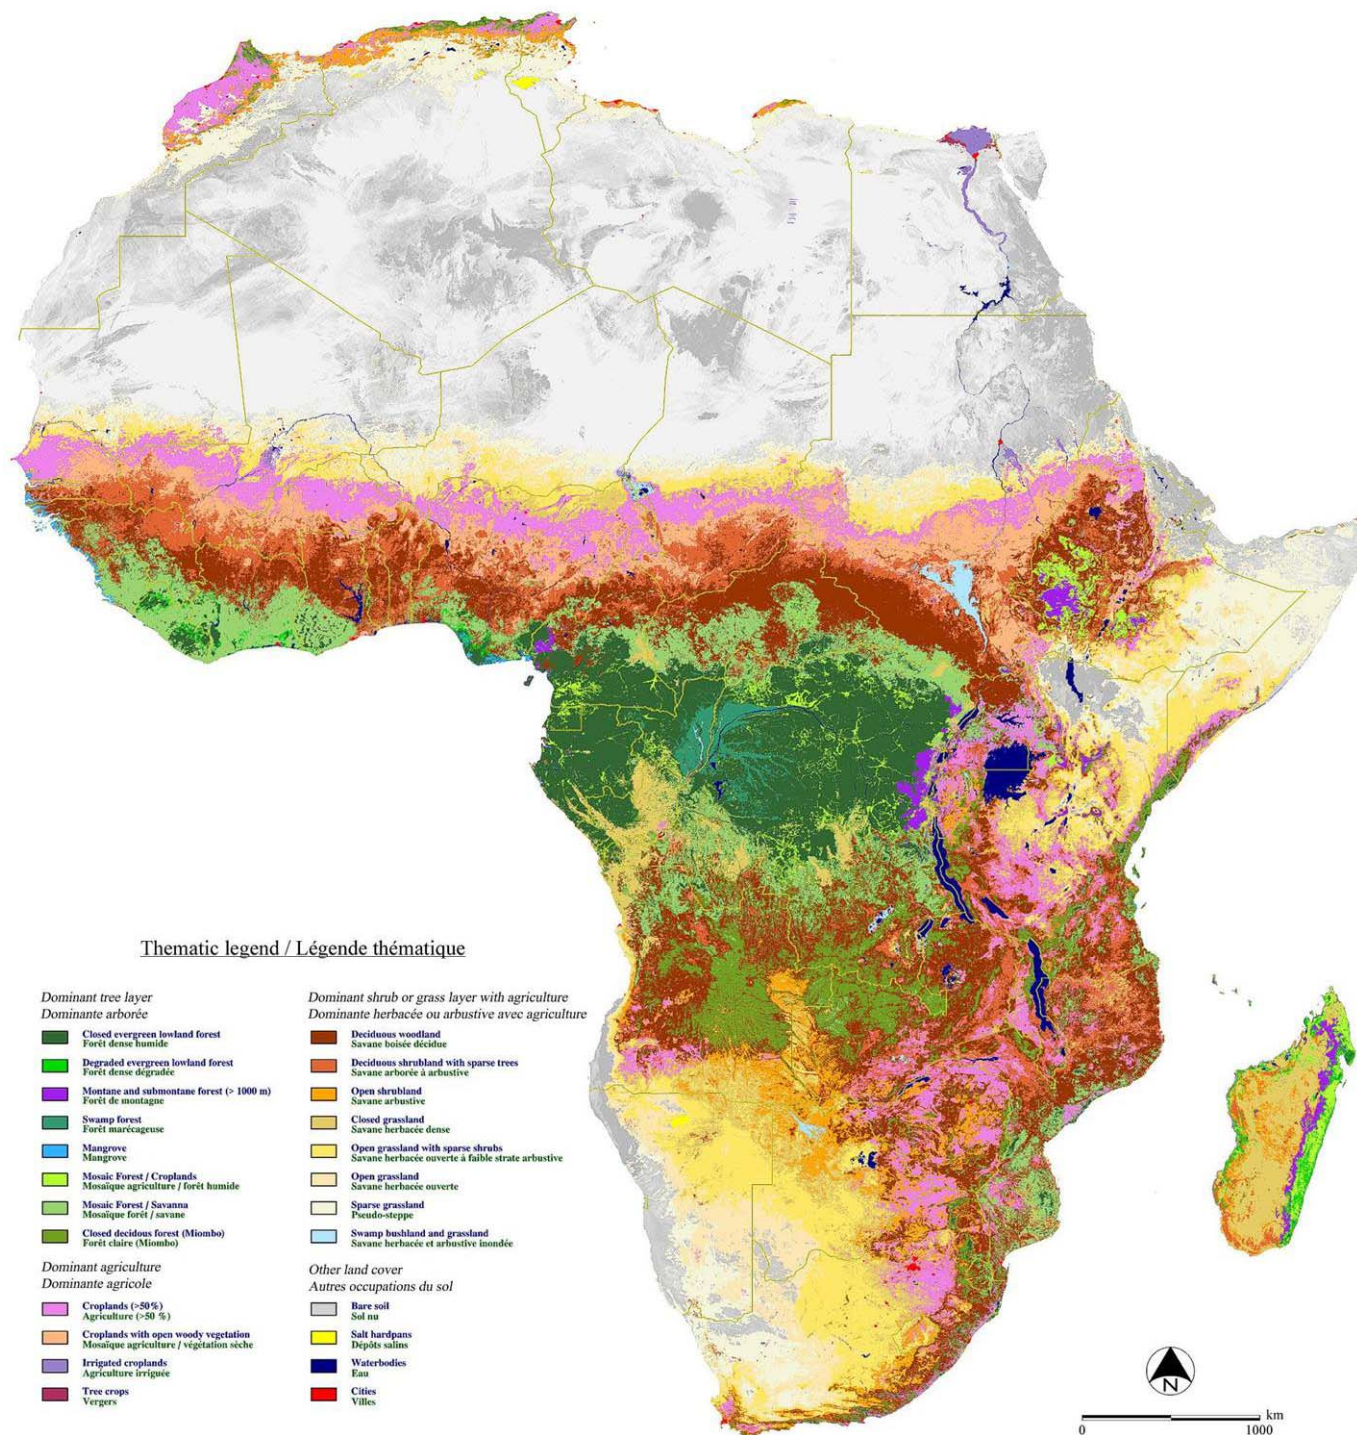 Thematic legend / Légende thématique
Dominant tree layer
Dominante arborée
Closed evergreen lowland forest
Forêt dense humide
Degraded evergreen lowland forest
Forêt dense dégradée
Montane and submontane forest (> 1000 m)
Forêt de montagne
Swamp forest
Forêt marécageuse
Mangrove
Mangrove
Mosaic Forest / Croplands
Mosaïque agriculture / forêt humide
Mosaic Forest / Savanna
Mosaïque forêt / savane
Closed decidous forest (Miombo)
Forêt claire (Miombo)
Dominant agriculture
Dominante agricole
Croplands (>50%)
Agriculture (>50 %)
Croplands with open woody vegetation
Mosaïque agriculture / végétation sèche
Irrigated croplands
Agriculture irriguée
Tree crops
Vergers
Dominant shrub or grass layer with agriculture
Dominante herbacée ou arbustive avec agriculture
Deciduous woodland
Savane boisée décidue
Deciduous shrubland with sparse trees
Savane arborée à arbustive
Open shrubland
Savane arbustive
Closed grassland
Savane herbacée dense
Open grassland with sparse shrubs
Savane herbacée ouverte à faible strate arbustive
Open grassland
Savane herbacée ouverte
Sparse grassland
Pseudo-steppe
Swamp bushland and grassland
Savane herbacée et arbustive inondée
Other land cover
Autres occupations du sol
Bare soil
Sol nu
Salt hardpans
Dépôts salins
Waterbodies
Eau
Cities
Villes
N
km
0 1000